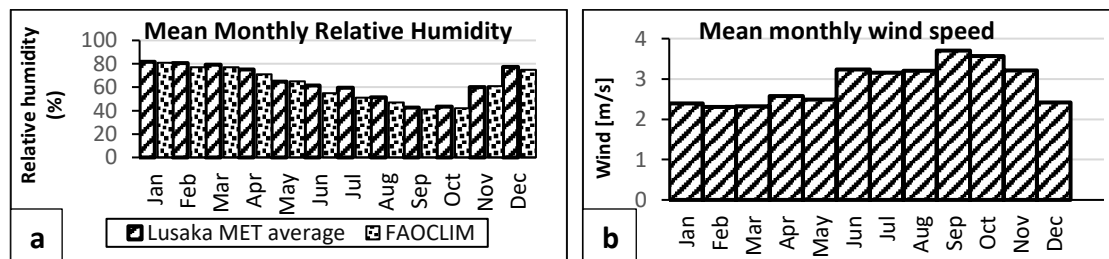 Mean Monthly Relative Humidity
Relative humidity
(%)
100
80
60
40
20
0
Jan
Feb
Mar
Apr
May
Jun
Jul
Aug
Sep
Oct
Nov
Dec
a
Lusaka MET average
FAOCLIM
Mean monthly wind speed
Wind [m/s]
4
3
2
1
0
Jan
Feb
Mar
Apr
May
Jun
Jul
Aug
Sep
Oct
Nov
Dec
b